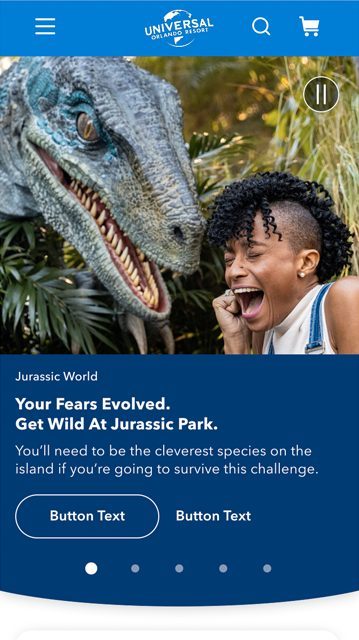 UNIVERSAL
ORLANDO RESORT
Jurassic World
Your Fears Evolved.
Get Wild At Jurassic Park.
You’ll need to be the cleverest species on the
island if you’re going to survive this challenge.
Button Text Button Text